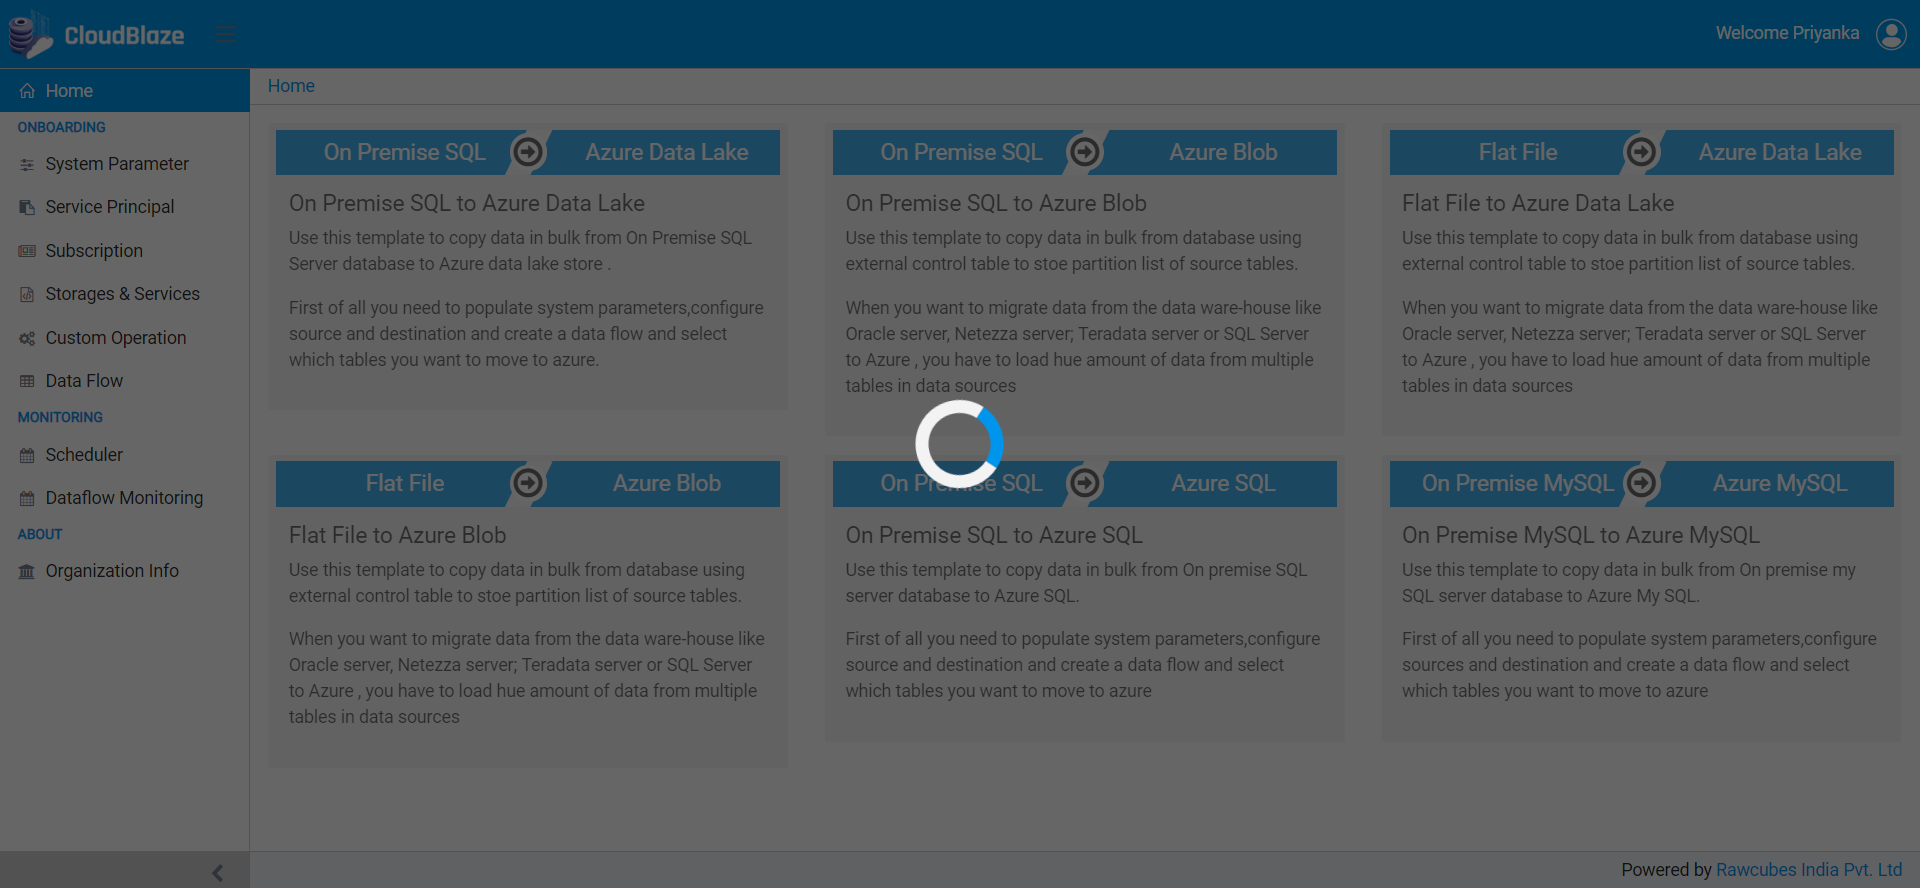 CloudBlaze
Welcome Priyanka
Home
ONBOARDING
System Parameter
Service Principal
Subscription
Storages & Services
Custom Operation
Data Flow
MONITORING
Scheduler
Dataflow Monitoring
ABOUT
Organization Info
Home
On Premise SQL
Azure Data Lake
On Premise SQL to Azure Data Lake
Use this template to copy data in bulk from On Premise SQL
Server database to Azure data lake store .
First of all you need to populate system parameters,configure
source and destination and create a data flow and select
which tables you want to move to azure.
On Premise SQL
Azure Blob
On Premise SQL to Azure Blob
Use this template to copy data in bulk from database using
external control table to stoe partition list of source tables.
When you want to migrate data from the data ware-house like
Oracle server, Netezza server; Teradata server or SQL Server
to Azure , you have to load hue amount of data from multiple
tables in data sources
Flat File
Azure Data Lake
Flat File to Azure Data Lake
Use this template to copy data in bulk from database using
external control table to stoe partition list of source tables.
When you want to migrate data from the data ware-house like
Oracle server, Netezza server; Teradata server or SQL Server
to Azure , you have to load hue amount of data from multiple
tables in data sources
Flat File
Azure Blob
Flat File to Azure Blob
Use this template to copy data in bulk from database using
external control table to stoe partition list of source tables.
When you want to migrate data from the data ware-house like
Oracle server, Netezza server; Teradata server or SQL Server
to Azure , you have to load hue amount of data from multiple
tables in data sources
On Premise SQL
Azure SQL
On Premise SQL to Azure SQL
Use this template to copy data in bulk from On premise SQL
server database to Azure SQL.
First of all you need to populate system parameters,configure
source and destination and create a data flow and select
which tables you want to move to azure
On Premise MySQL
Azure MySQL
On Premise MySQL to Azure MySQL
Use this template to copy data in bulk from On premise my
SQL server database to Azure My SQL.
First of all you need to populate system parameters,configure
sources and destination and create a data flow and select
which tables you want to move to azure
Powered by Rawcubes India Pvt. Ltd